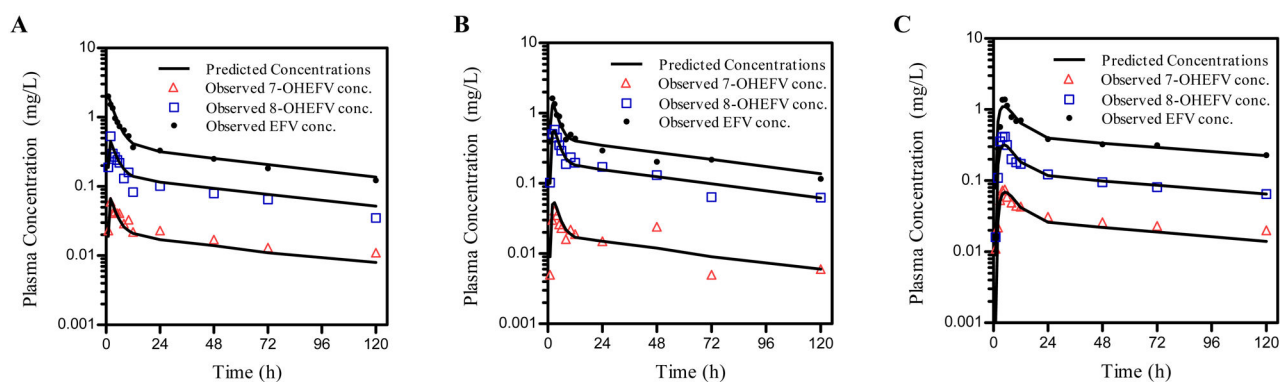 A
Plasma Concentration (mg/L)
10
1
0.1
0.01
0.001
Predicted Concentrations
Observed 7-OHEFV conc.
Observed 8-OHEFV conc.
Observed EFV conc.
0 24 48 72 96 120
Time (h)
B
Plasma Concentration (mg/L)
10
1
0.1
0.01
0.001
Predicted Concentrations
Observed 7-OHEFV conc.
Observed 8-OHEFV conc.
Observed EFV conc.
0 24 48 72 96 120
Time (h)
C
Plasma Concentration (mg/L)
10
1
0.1
0.01
0.001
Predicted Concentrations
Observed 7-OHEFV conc.
Observed 8-OHEFV conc.
Observed EFV conc.
0 24 48 72 96 120
Time (h)